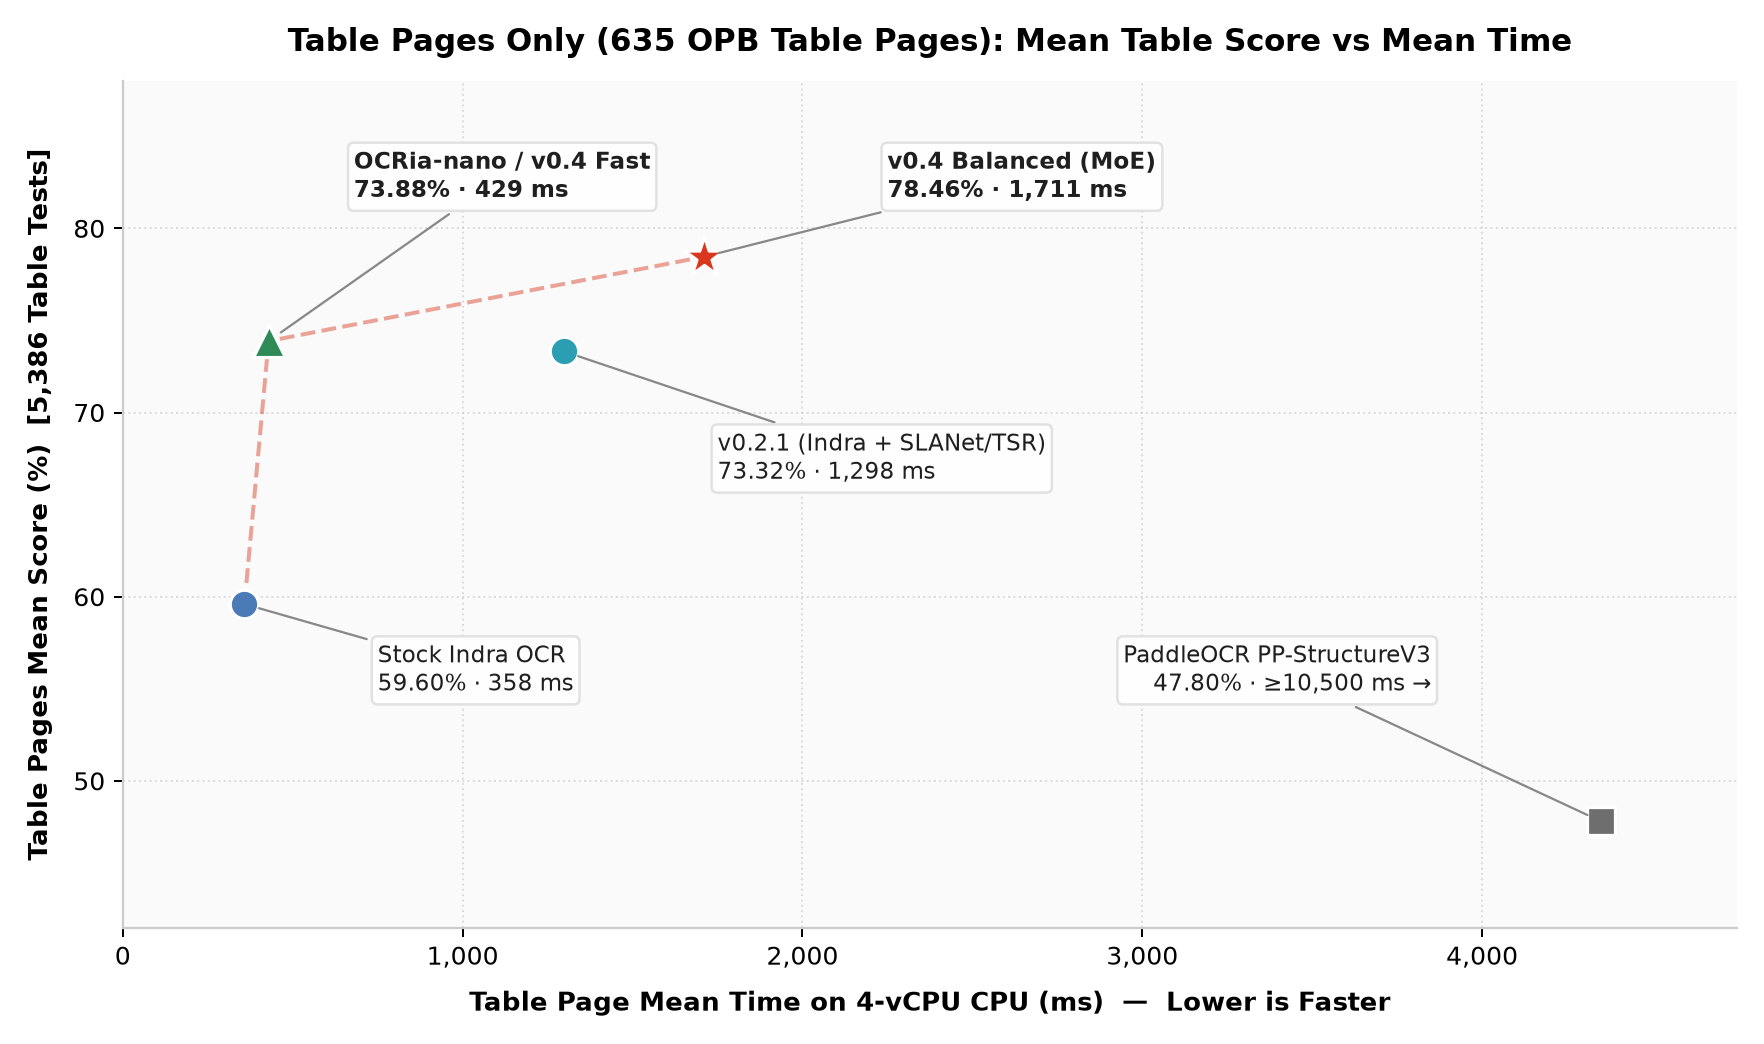 Table Pages Only (635 OPB Table Pages): Mean Table Score vs Mean Time
Table Pages Mean Score (%)  [5,386 Table Tests]
80
70
60
50
OCRia-nano / v0.4 Fast
73.88% · 429 ms
v0.4 Balanced (MoE)
78.46% · 1,711 ms
v0.2.1 (Indra + SLANet/TSR)
73.32% · 1,298 ms
Stock Indra OCR
59.60% · 358 ms
PaddleOCR PP-StructureV3
47.80% · ≥10,500 ms →
0
1,000
2,000
3,000
4,000
Table Page Mean Time on 4-vCPU CPU (ms)  —  Lower is Faster